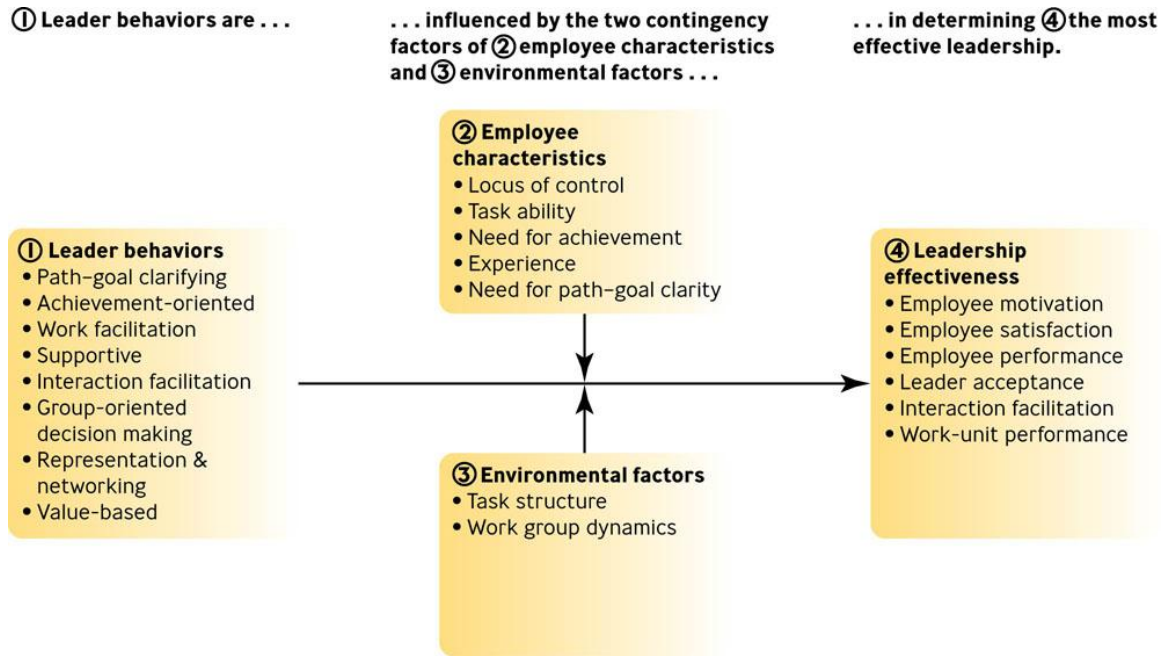 ① Leader behaviors are . . .
. . . influenced by the two contingency
factors of ② employee characteristics
and ③ environmental factors . . .
. . . in determining ④ the most
effective leadership.
② Employee
characteristics
• Locus of control
• Task ability
• Need for achievement
• Experience
• Need for path–goal clarity
① Leader behaviors
• Path–goal clarifying
• Achievement-oriented
• Work facilitation
• Supportive
• Interaction facilitation
• Group-oriented
decision making
• Representation &
networking
• Value-based
④ Leadership
effectiveness
• Employee motivation
• Employee satisfaction
• Employee performance
• Leader acceptance
• Interaction facilitation
• Work-unit performance
③ Environmental factors
• Task structure
• Work group dynamics